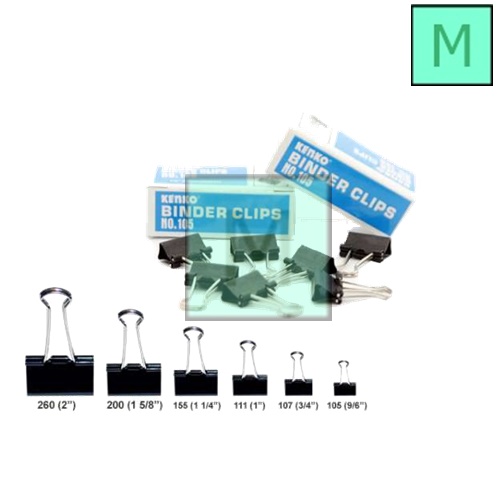 M
KENKO
BINDER CLIPS
NO. 105
KENKO
BINDER CLIPS
NO.105
260 (2")
200 (1 5/8")
155 (1 1/4")
111 (1")
107 (3/4")
105 (9/6")